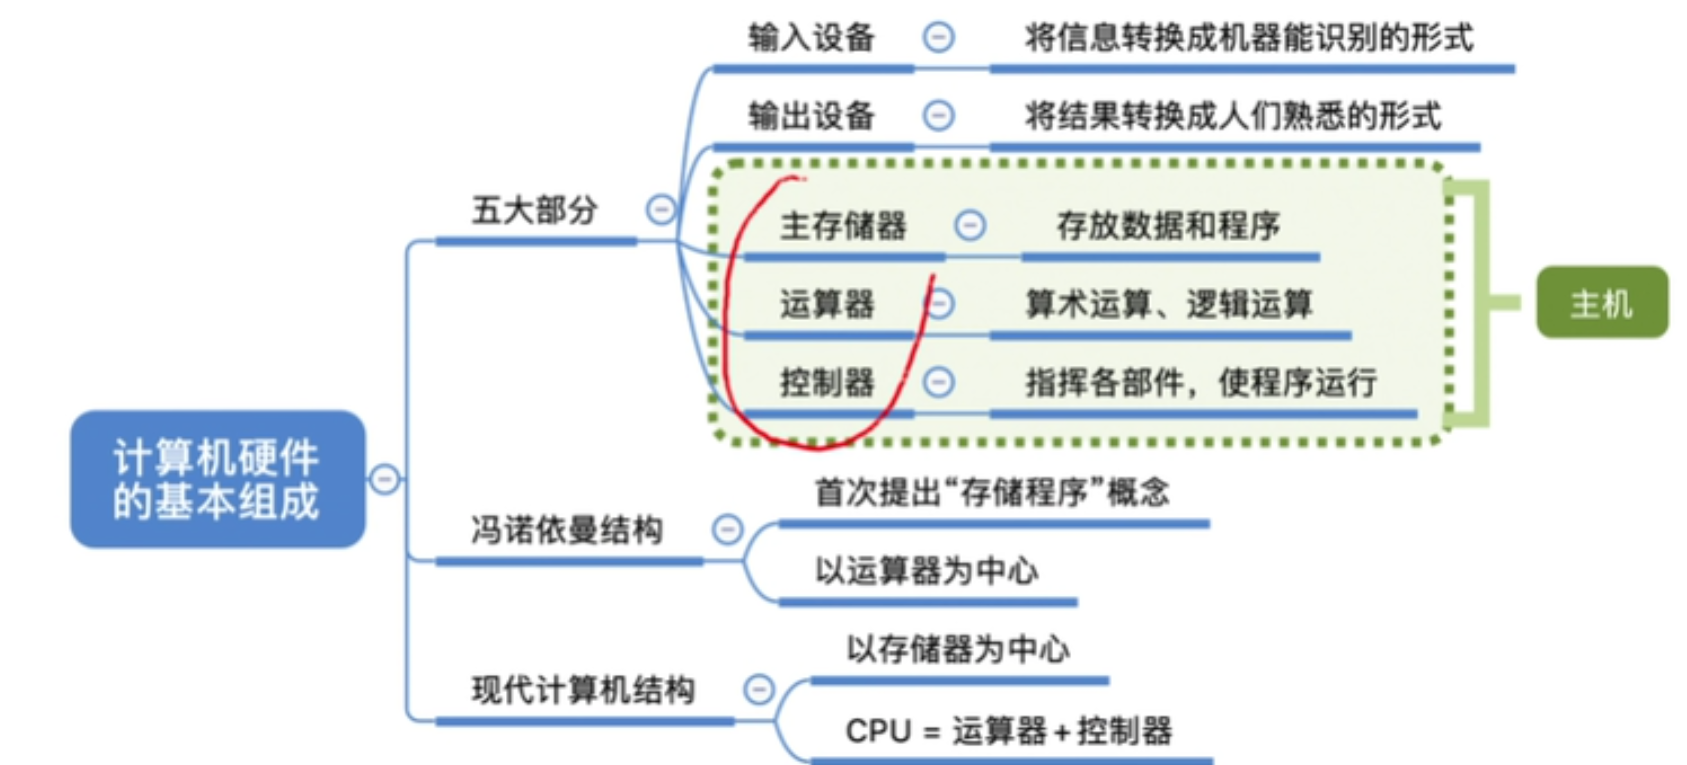 输入设备
将信息转换成机器能识别的形式
输出设备
将结果转换成人们熟悉的形式
五大部分
主存储器
存放数据和程序
运算器
算术运算、逻辑运算
主机
控制器
指挥各部件，使程序运行
计算机硬件
的基本组成
冯诺依曼结构
首次提出“存储程序”概念
以运算器为中心
现代计算机结构
以存储器为中心
CPU = 运算器+控制器